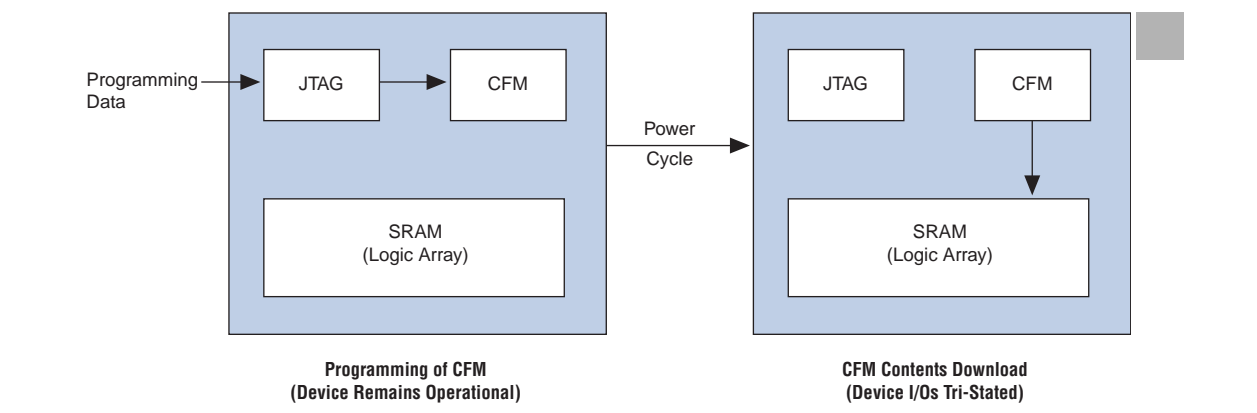 Programming
Data
JTAG
CFM
SRAM
(Logic Array)
Programming of CFM
(Device Remains Operational)
Power
Cycle
JTAG
CFM
SRAM
(Logic Array)
CFM Contents Download
(Device I/Os Tri-Stated)